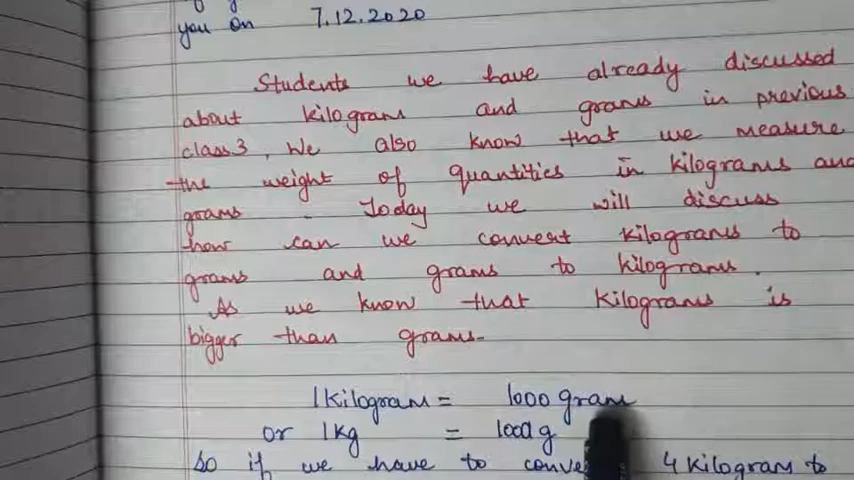 you on 7.12.2020
Students we have already discussed
about kilogram and grams in previous
class 3, We also know that we measure
the weight of quantities in kilograms and
grams . Today we will discuss
how can we convert kilograms to
grams and grams to kilograms .
As we know that kilograms is
bigger than grams.
1 Kilogram = 1000 gram
or 1 kg = 1000 g
So if we have to 4 kilogram to